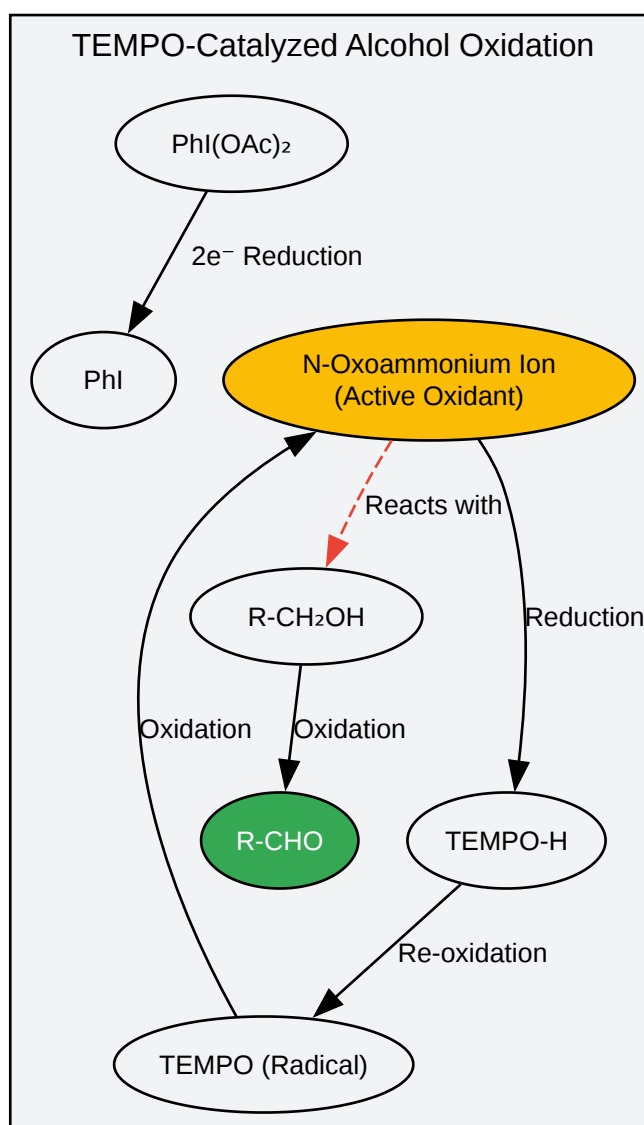 TEMPO-Catalyzed Alcohol Oxidation
PhI(OAc)₂
2e⁻ Reduction
PhI
N-Oxoammonium Ion
(Active Oxidant)
Reacts with
R-CH₂OH
Reduction
Oxidation
Oxidation
R-CHO
TEMPO-H
Re-oxidation
TEMPO (Radical)